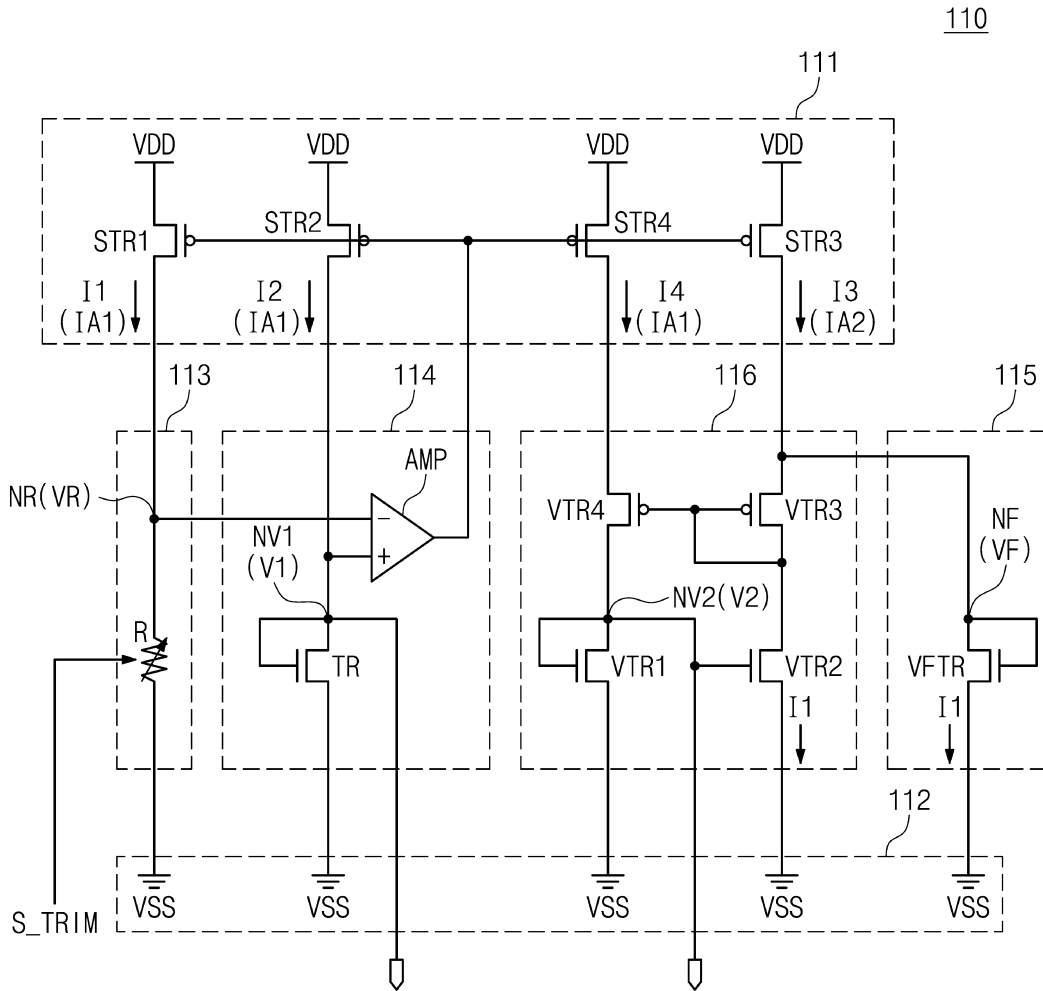 110
111
VDD VDD VDD VDD
STR1 STR2 STR4 STR3
I1 I2 I4 I3
(IA1) (IA1) (IA1) (IA2)
113 114 116 115
AMP
NR(VR)
−
VTR4 VTR3
NF
(VF)
NV1
(V1)
+
NV2(V2)
R
TR VTR1 VTR2 VFTR
I1 I1
112
VSS VSS VSS VSS VSS
S_TRIM